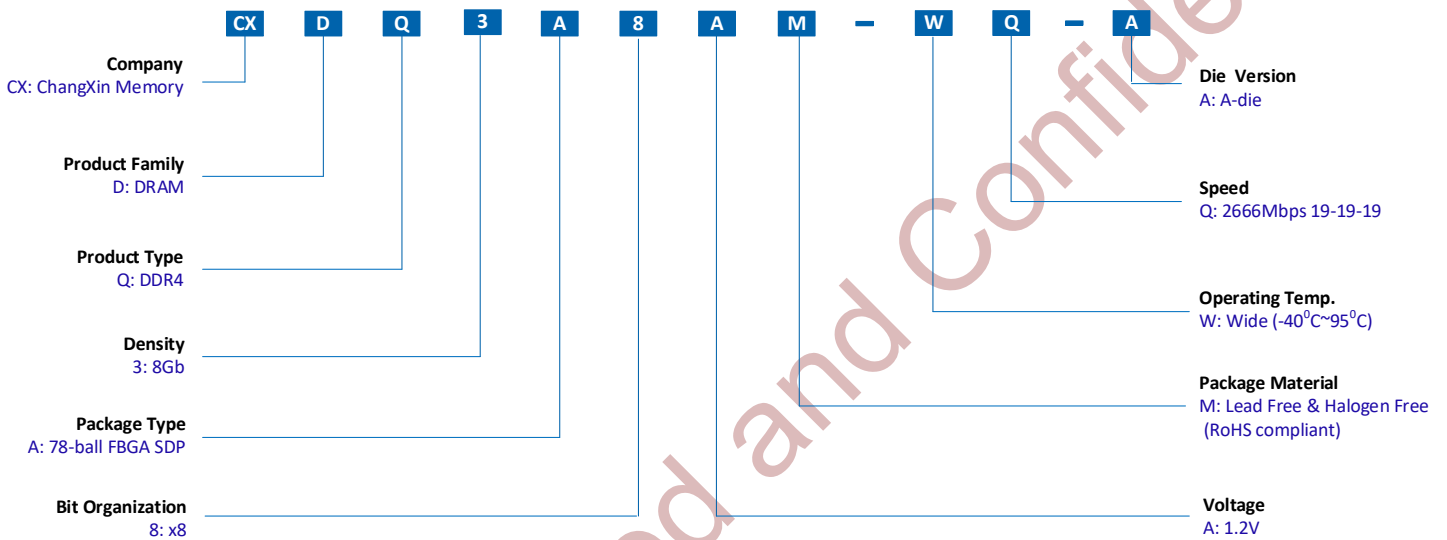 CX D Q 3 A 8 A M - W Q - A
Company
CX: ChangXin Memory
Product Family
D: DRAM
Product Type
Q: DDR4
Density
3: 8Gb
Package Type
A: 78-ball FBGA SDP
Bit Organization
8: x8
Die Version
A: A-die
Speed
Q: 2666Mbps 19-19-19
Operating Temp.
W: Wide (-40⁰C~95⁰C)
Package Material
M: Lead Free & Halogen Free
(RoHS compliant)
Voltage
A: 1.2V
and